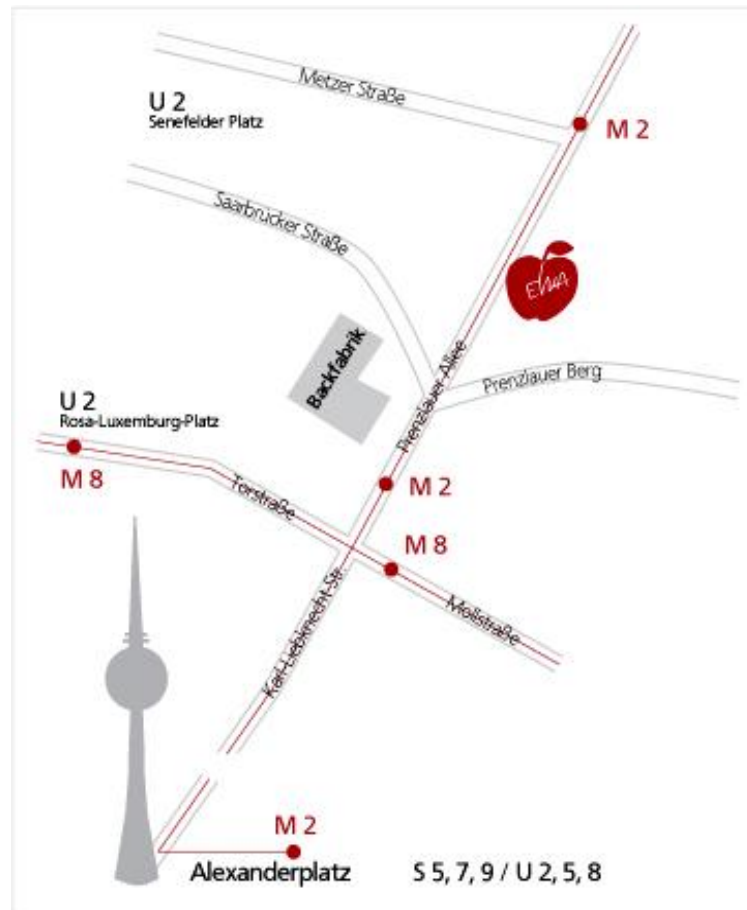 Metzer Straße
U 2
Senefelder Platz
M 2
Saarbrücker Straße
EWA
Backfabrik
Prenzlauer Allee
Prenzlauer Berg
U 2
Rosa-Luxemburg-Platz
M 8
Torstraße
M 2
M 8
Mollstraße
Karl-Liebknecht-Str.
M 2
Alexanderplatz
S 5, 7, 9 / U 2, 5, 8